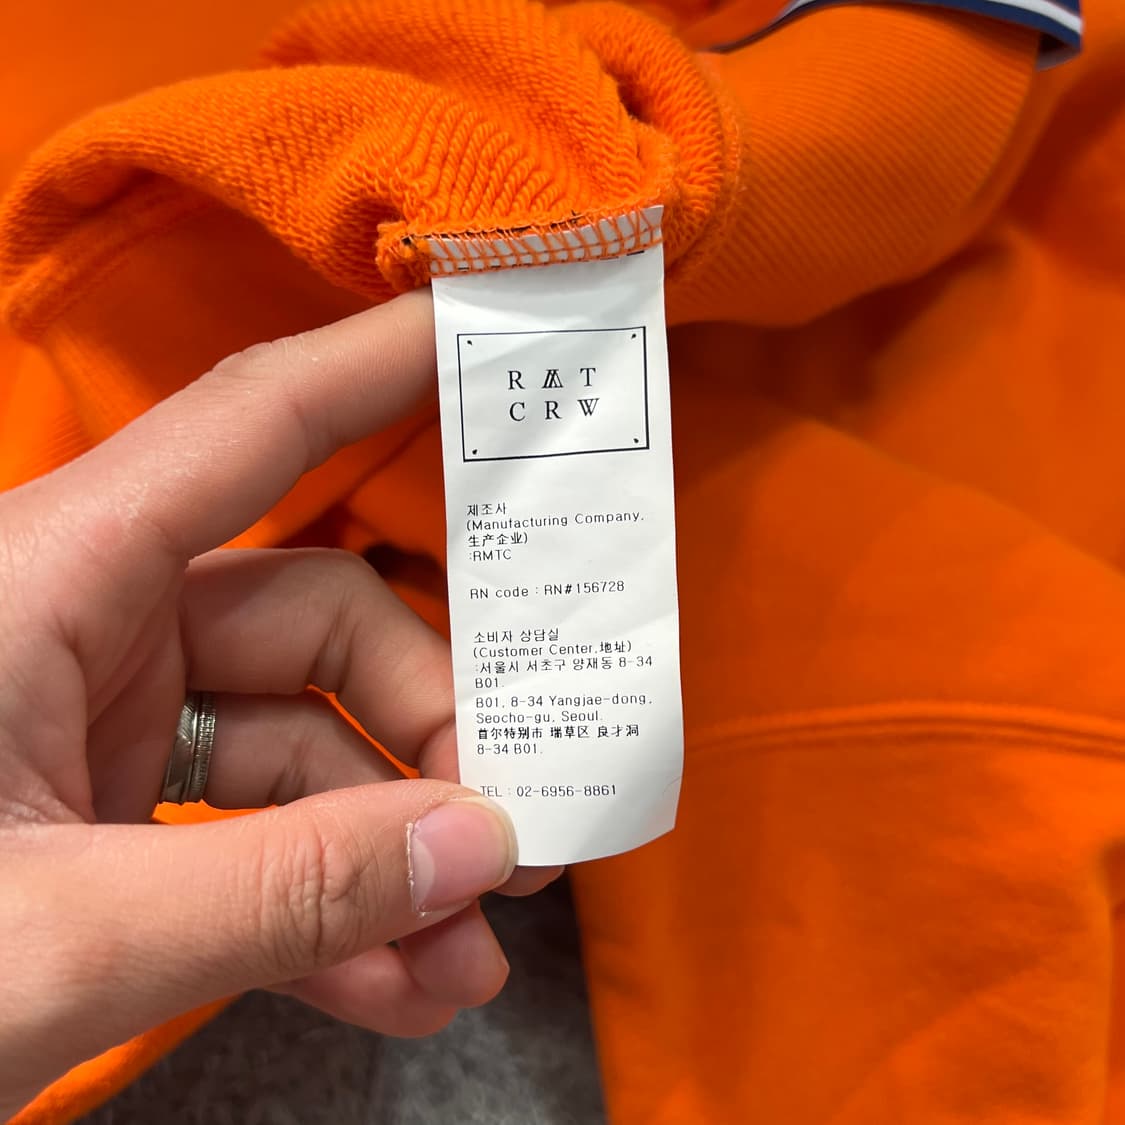 R M T
C R W
제조사
(Manufacturing Company,
生产企业)
:RMTC
RN code : RN#156728
소비자 상담실
(Customer Center,地址)
:서울시 서초구 양재동 8-34
B01.
B01, 8-34 Yangjae-dong,
Seocho-gu, Seoul.
首尔特别市 瑞草区 良才洞
8-34 B01.
TEL : 02-6956-8861